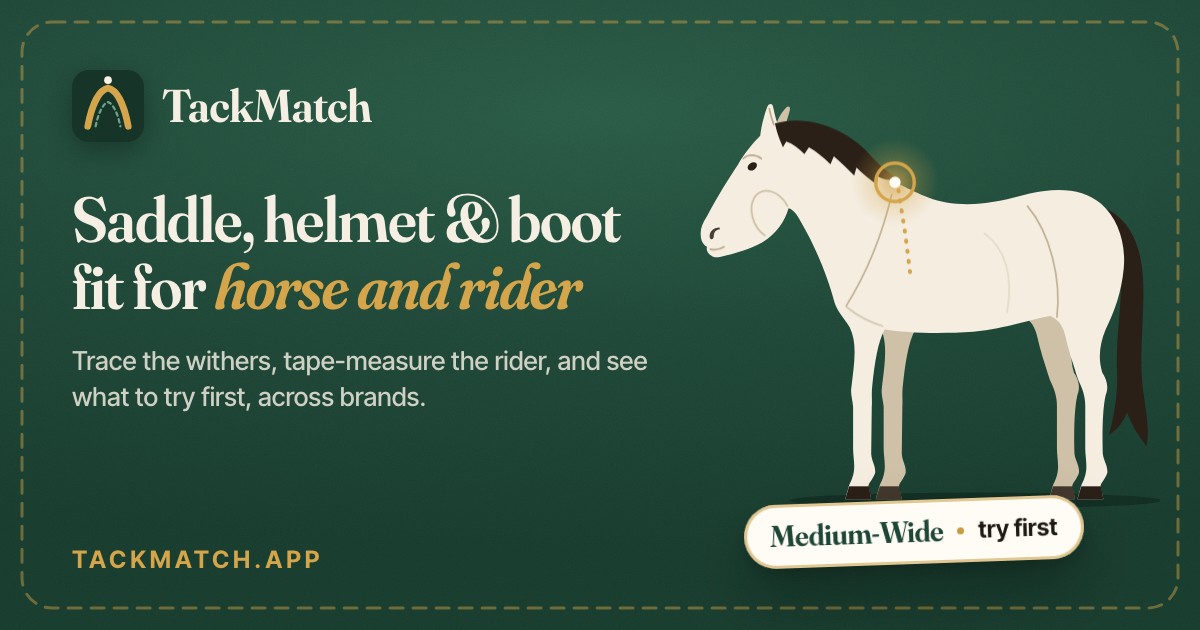 TackMatch
Saddle, helmet & boot
fit for horse and rider
Trace the withers, tape-measure the rider, and see
what to try first, across brands.
Medium-Wide • try first
TACKMATCH.APP